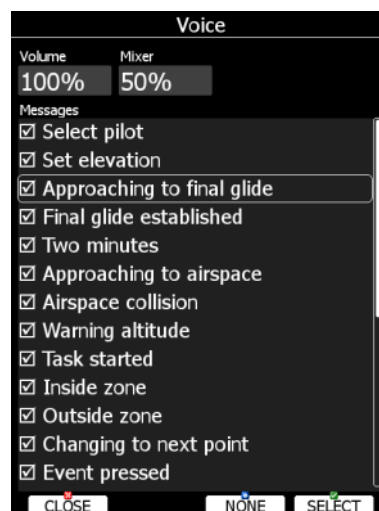 Voice
Volume Mixer
100% 50%
Messages
Select pilot
Set elevation
Approaching to final glide
Final glide established
Two minutes
Approaching to airspace
Airspace collision
Warning altitude
Task started
Inside zone
Outside zone
Changing to next point
Event pressed
CLOSE NONE SELECT